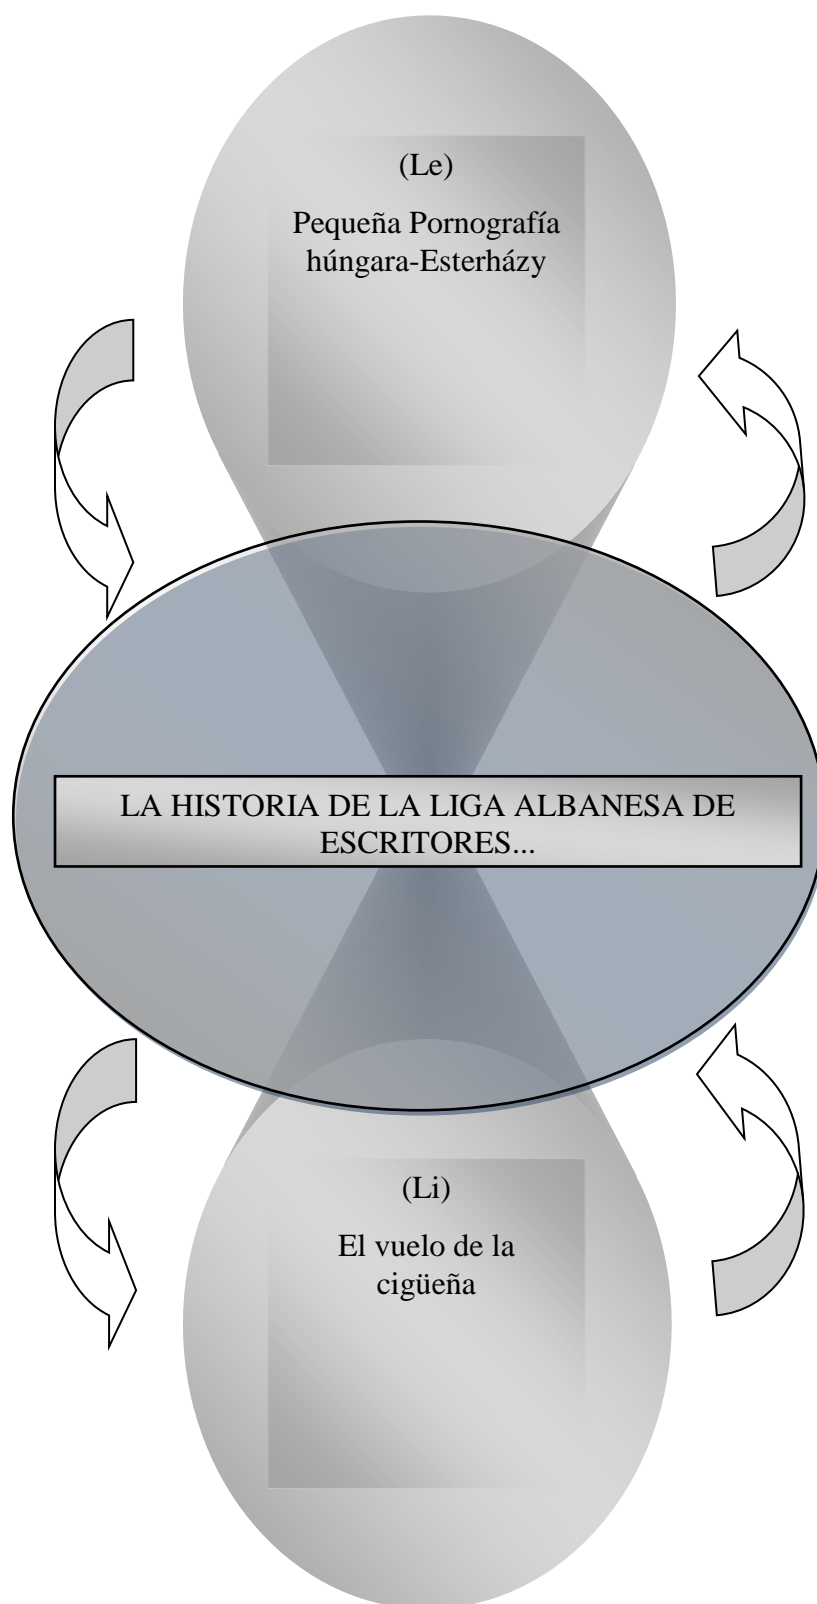 (Le)
Pequeña Pornografía
húngara-Esterházy
LA HISTORIA DE LA LIGA ALBANESA DE
ESCRITORES...
(Li)
El vuelo de la
cigüeña